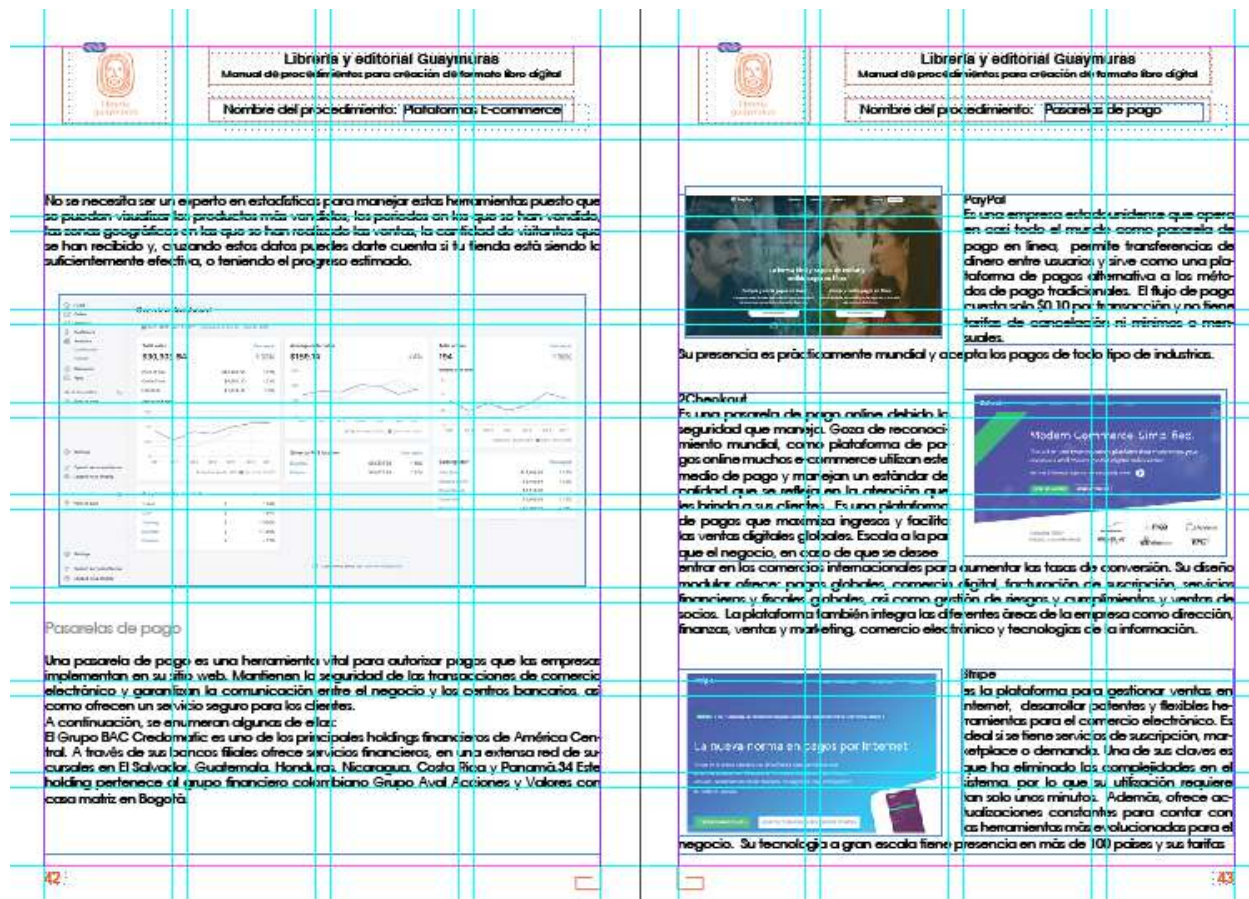 Librería y editorial Guaymuras
Manual de procedimientos para creación de formato libro digital
Librería
guaymuras
Nombre del procedimiento: Plataformas E-commerce
No se necesita ser un experto en estadísticas para manejar estas herramientas puesto que
se pueden visualizar los productos más vendidos, los periodos en los que se han vendido,
las zonas geográficas en las que se han realizado las ventas, la cantidad de visitantes que
se han recibido y, cruzando estos datos puedes darte cuenta si tu tienda está siendo lo
suficientemente efectiva, o teniendo el progreso estimado.
Pasarelas de pago
Una pasarela de pago es una herramienta vital para autorizar pagos que las empresas
implementan en su sitio web. Mantienen la seguridad de las transacciones de comercio
electrónico y garantizan la comunicación entre el negocio y los centros bancarios, así
como ofrecen un servicio seguro para los clientes.
A continuación, se enumeran algunas de ellas:
El Grupo BAC Credomatic es uno de los principales holdings financieros de América Cen-
tral. A través de sus bancos filiales ofrece servicios financieros, en una extensa red de su-
cursales en El Salvador, Guatemala, Honduras, Nicaragua, Costa Rica y Panamá.34 Este
holding pertenece al grupo financiero colombiano Grupo Aval Acciones y Valores con
casa matriz en Bogotá.
42
Librería y editorial Guaymuras
Manual de procedimientos para creación de formato libro digital
Librería
guaymuras
Nombre del procedimiento: Pasarelas de pago
PayPal
Es una empresa estadounidense que opera
en casi todo el mundo como pasarela de
pago en línea, permite transferencias de
dinero entre usuarios y sirve como una pla-
taforma de pagos alternativa a los méto-
dos de pago tradicionales. El flujo de pago
cuesta solo $0.10 por transacción y no tiene
tarifas de cancelación ni mínimos o men-
suales.
Su presencia es prácticamente mundial y acepta los pagos de todo tipo de industrias.
2Checkout
Es una pasarela de pago online debido la
seguridad que maneja. Goza de reconoci-
miento mundial, como plataforma de pa-
gos online muchos e-commerce utilizan este
medio de pago y manejan un estándar de
calidad que se refleja en la atención que
les brinda a sus clientes. Es una plataforma
de pagos que maximiza ingresos y facilita
las ventas digitales globales. Escala a la par
que el negocio, en caso de que se desee
entrar en los comercios internacionales para aumentar las tasas de conversión. Su diseño
modular ofrece: pagos globales, comercio digital, facturación de suscripción, servicios
financieros y fiscales globales, así como gestión de riesgos y cumplimientos y ventas de
socios. La plataforma también integra las diferentes áreas de la empresa como dirección,
finanzas, ventas y marketing, comercio electrónico y tecnologías de la información.
Modern Commerce. Simplified.
La nueva norma en pagos por Internet
Stripe
es la plataforma para gestionar ventas en
internet, desarrollar potentes y flexibles he-
rramientas para el comercio electrónico. Es
ideal si se tiene servicios de suscripción, mar-
ketplace o demanda. Una de sus claves es
que ha eliminado las complejidades en el
sistema, por lo que su utilización requiere
tan solo unos minutos. Además, ofrece ac-
tualizaciones constantes para contar con
las herramientas más evolucionadas para el
negocio. Su tecnología a gran escala tiene presencia en más de 100 países y sus tarifas
43